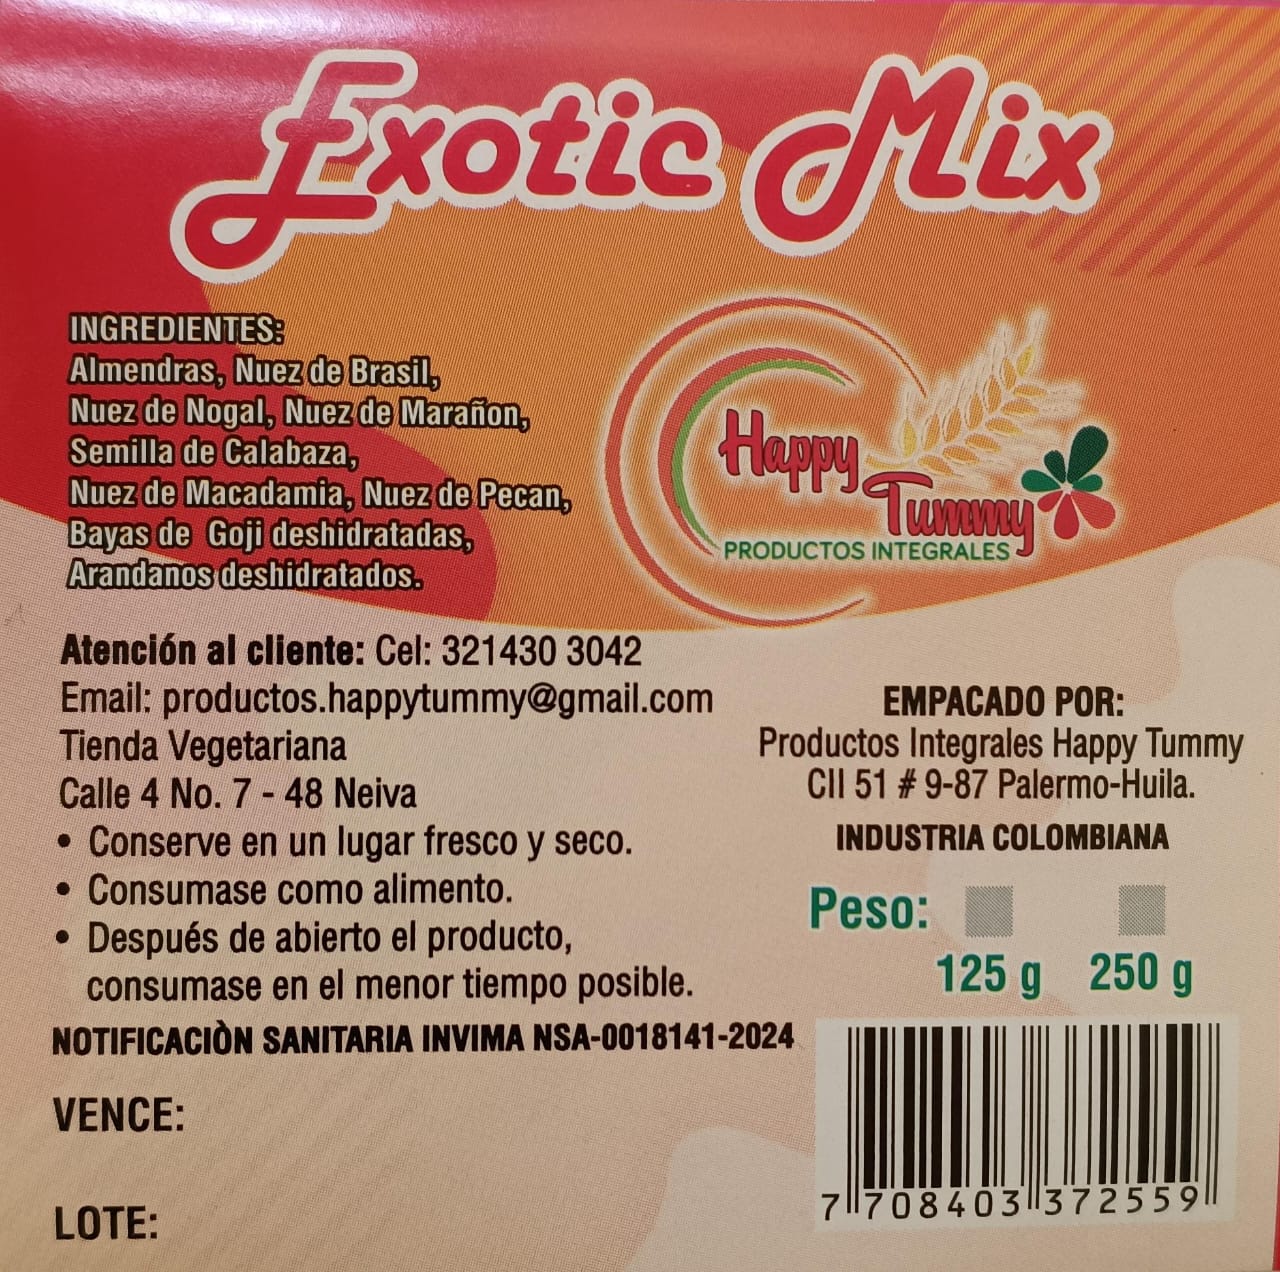 Exotic Mix
INGREDIENTES:
Almendras, Nuez de Brasil,
Nuez de Nogal, Nuez de Marañon,
Semilla de Calabaza,
Nuez de Macadamia, Nuez de Pecan,
Bayas de Goji deshidratadas,
Arandanos deshidratados.
Happy
Tummy
PRODUCTOS INTEGRALES
Atención al cliente: Cel: 321430 3042
Email: productos.happytummy@gmail.com
Tienda Vegetariana
Calle 4 No. 7 - 48 Neiva
• Conserve en un lugar fresco y seco.
• Consumase como alimento.
• Después de abierto el producto,
consumase en el menor tiempo posible.
NOTIFICACIÒN SANITARIA INVIMA NSA-0018141-2024
VENCE:
LOTE:
EMPACADO POR:
Productos Integrales Happy Tummy
Cll 51 # 9-87 Palermo-Huila.
INDUSTRIA COLOMBIANA
Peso:
125 g 250 g
7 708403 372559